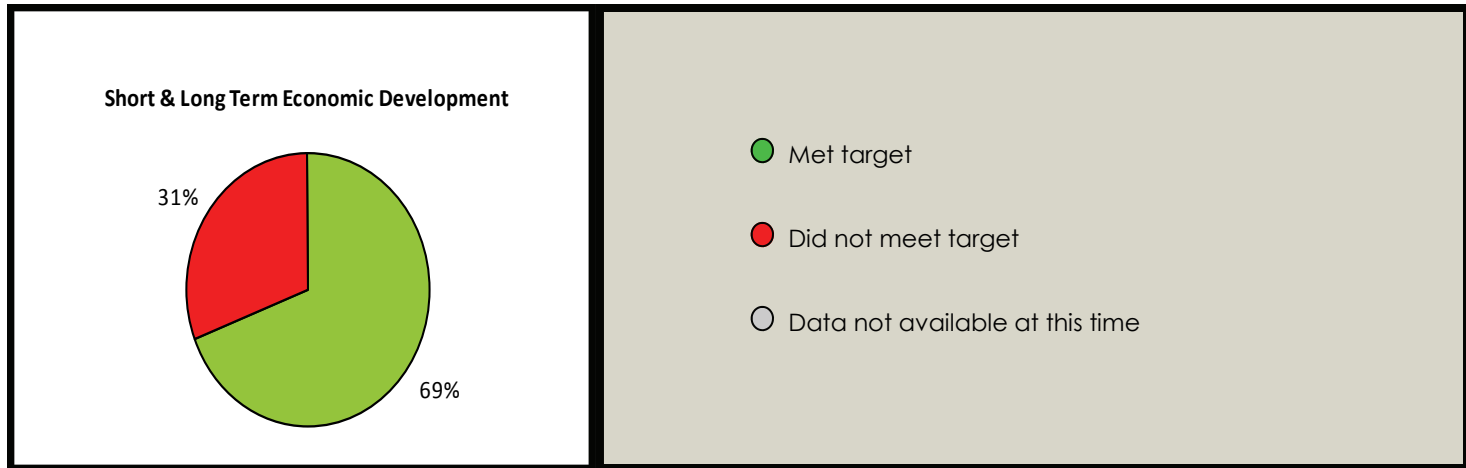 Short & Long Term Economic Development
31%
69%
Met target
Did not meet target
Data not available at this time